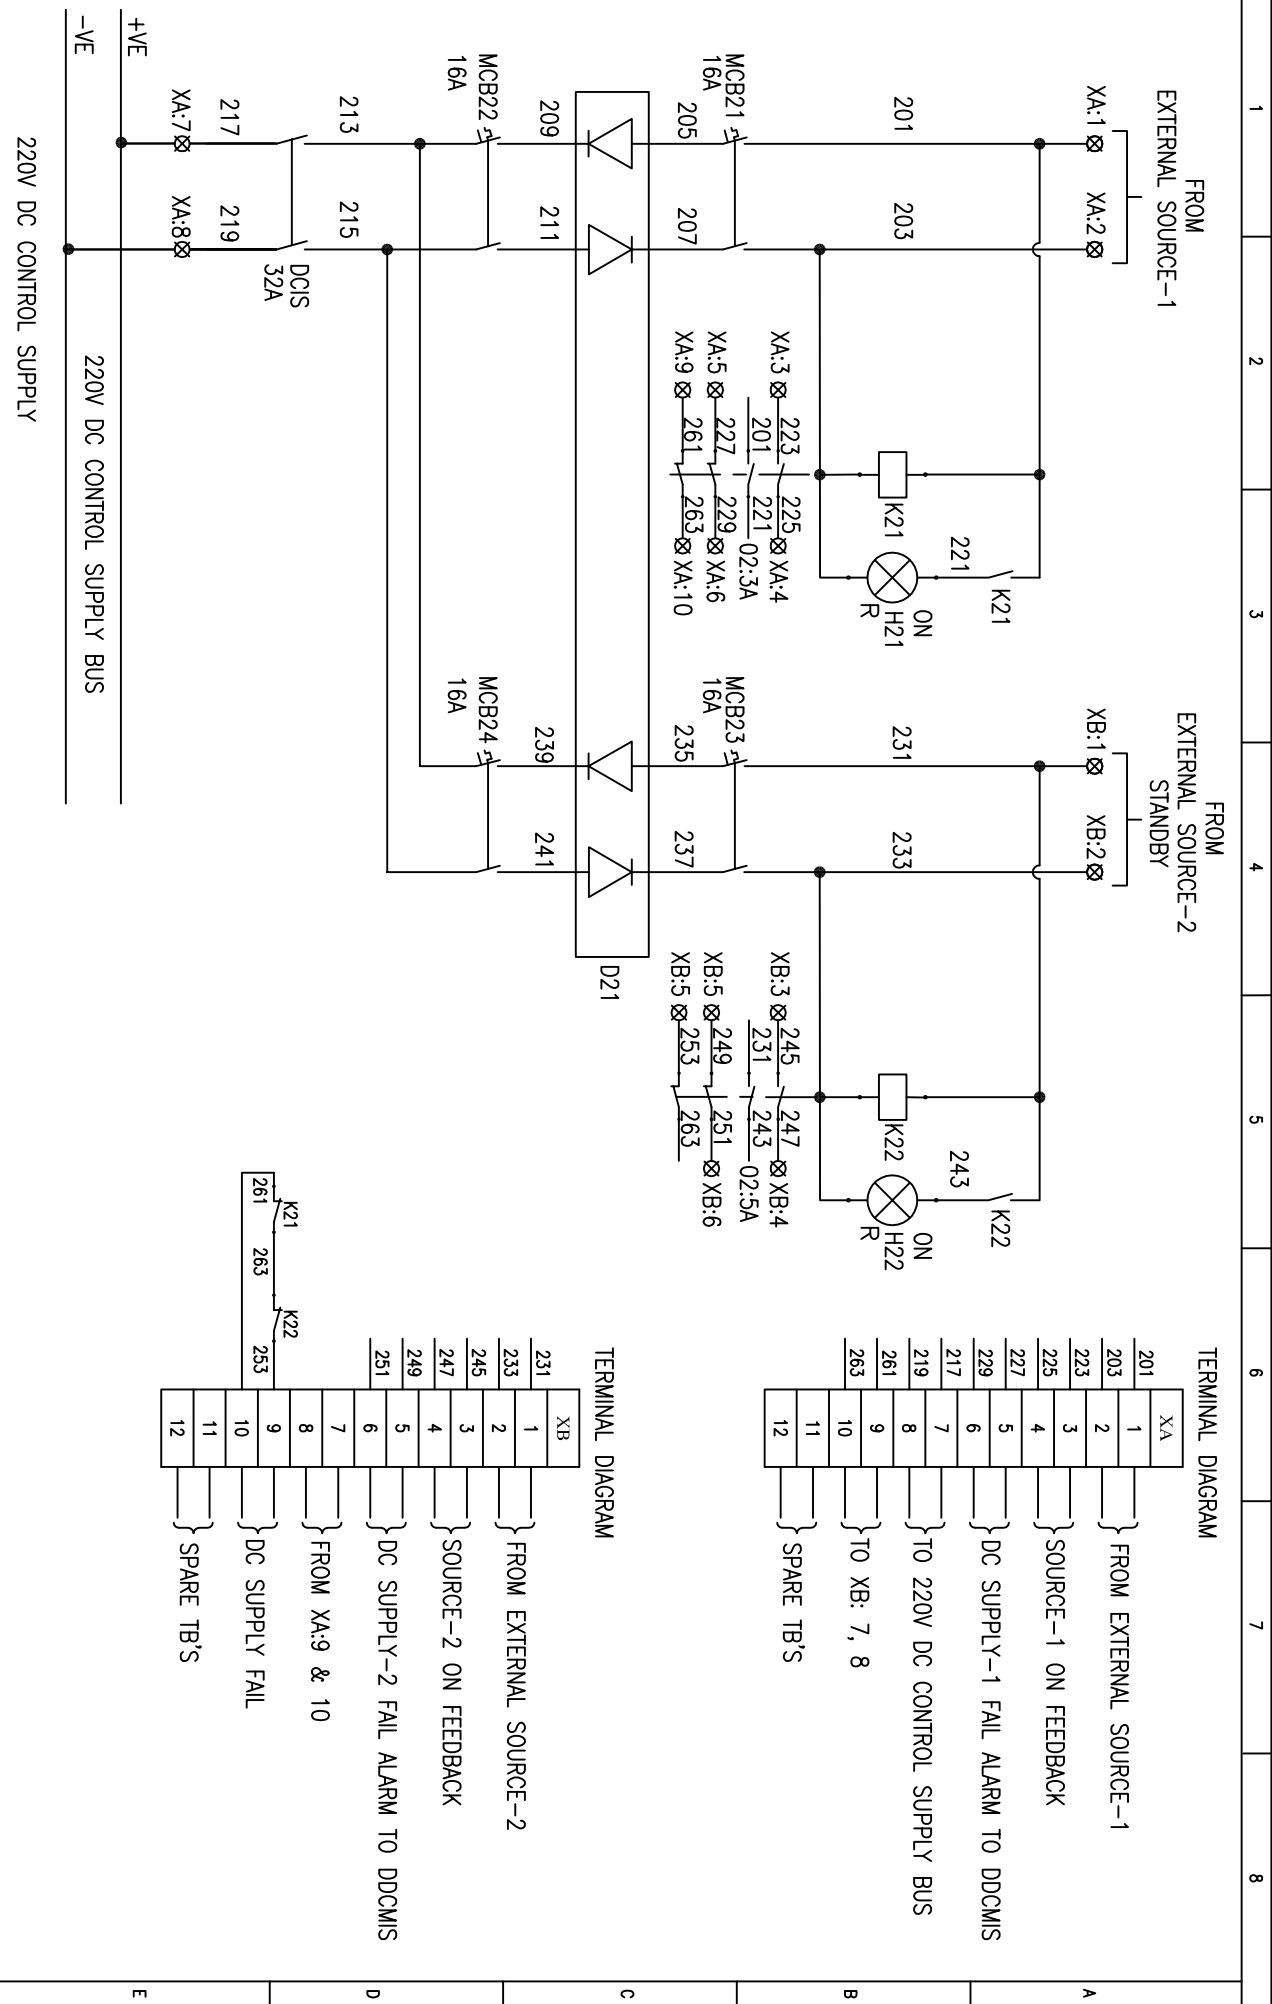 1
2
3
4
5
6
7
8
A
B
C
D
E
FROM
EXTERNAL SOURCE-1
XA:1
XA:2
201
203
MCB21
16A
205
207
209
211
MCB22
16A
213
215
DCIS
32A
217
219
XA:7
XA:8
+VE
-VE
220V DC CONTROL SUPPLY BUS
220V DC CONTROL SUPPLY
K21
221
K21
ON
H21
R
XA:3
223
225
XA:4
201
221
02:3A
XA:5
227
229
XA:6
XA:9
261
263
XA:10
FROM
EXTERNAL SOURCE-2
STANDBY
XB:1
XB:2
231
233
MCB23
16A
235
237
239
241
D21
MCB24
16A
K22
243
K22
ON
H22
R
XB:3
245
247
XB:4
231
243
02:5A
XB:5
249
251
XB:6
XB:5
253
263
TERMINAL DIAGRAM
XA
201 1
203 2
FROM EXTERNAL SOURCE-1
223 3
225 4
SOURCE-1 ON FEEDBACK
227 5
229 6
DC SUPPLY-1 FAIL ALARM TO DDCMIS
217 7
219 8
TO 220V DC CONTROL SUPPLY BUS
261 9
263 10
TO XB: 7, 8
11
12
SPARE TB'S
TERMINAL DIAGRAM
XB
231 1
233 2
FROM EXTERNAL SOURCE-2
245 3
247 4
SOURCE-2 ON FEEDBACK
249 5
251 6
DC SUPPLY-2 FAIL ALARM TO DDCMIS
7
8
FROM XA:9 & 10
K21
K22
261
263
253 9
10
DC SUPPLY FAIL
11
12
SPARE TB'S